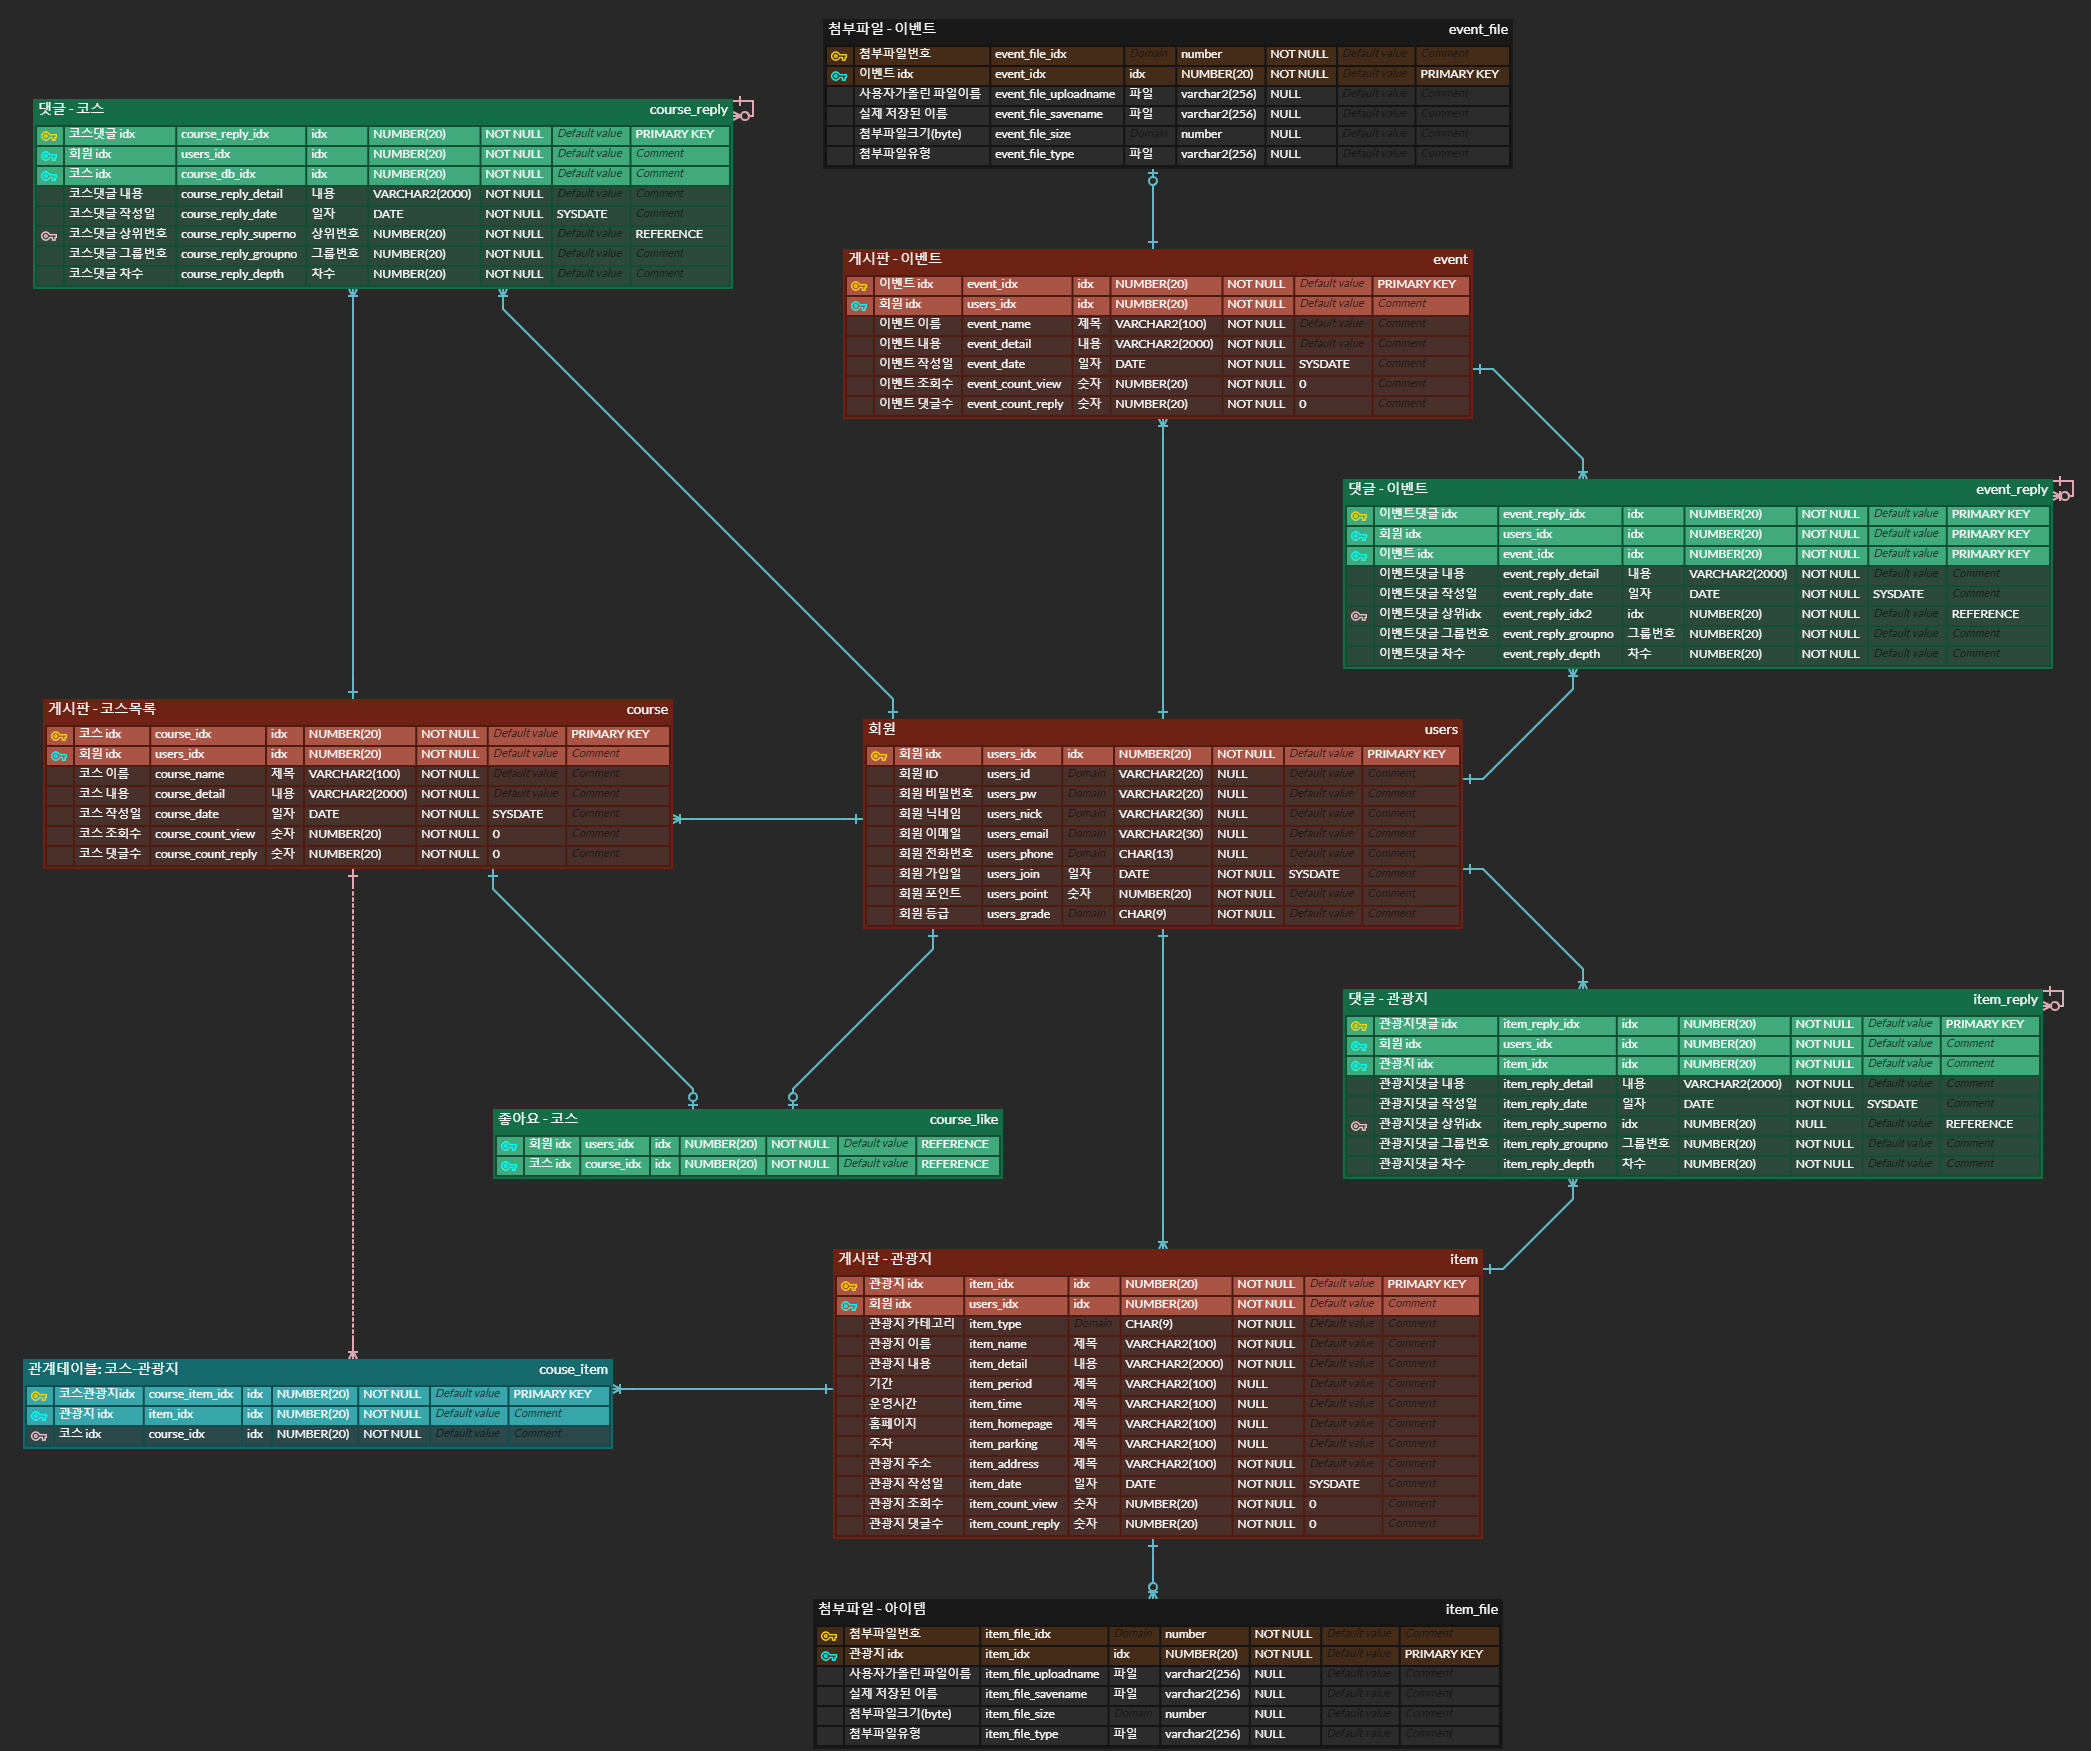 첨부파일 - 이벤트 event_file
첨부파일번호 event_file_idx Domain number NOT NULL Default value Comment
이벤트 idx event_idx idx NUMBER(20) NOT NULL Default value PRIMARY KEY
사용자가올린 파일이름 event_file_uploadname 파일 varchar2(256) NULL Default value Comment
실제 저장된 이름 event_file_savename 파일 varchar2(256) NULL Default value Comment
첨부파일크기(byte) event_file_size Domain number NULL Default value Comment
첨부파일유형 event_file_type 파일 varchar2(256) NULL Default value Comment
댓글 - 코스 course_reply
코스댓글 idx course_reply_idx idx NUMBER(20) NOT NULL Default value PRIMARY KEY
회원 idx users_idx idx NUMBER(20) NOT NULL Default value Comment
코스 idx course_db_idx idx NUMBER(20) NOT NULL Default value Comment
코스댓글 내용 course_reply_detail 내용 VARCHAR2(2000) NOT NULL Default value Comment
코스댓글 작성일 course_reply_date 일자 DATE NOT NULL SYSDATE Comment
코스댓글 상위번호 course_reply_superno 상위번호 NUMBER(20) NOT NULL Default value REFERENCE
코스댓글 그룹번호 course_reply_groupno 그룹번호 NUMBER(20) NOT NULL Default value Comment
코스댓글 차수 course_reply_depth 차수 NUMBER(20) NOT NULL Default value Comment
게시판 - 이벤트 event
이벤트 idx event_idx idx NUMBER(20) NOT NULL Default value PRIMARY KEY
회원 idx users_idx idx NUMBER(20) NOT NULL Default value Comment
이벤트 이름 event_name 제목 VARCHAR2(100) NOT NULL Default value Comment
이벤트 내용 event_detail 내용 VARCHAR2(2000) NOT NULL Default value Comment
이벤트 작성일 event_date 일자 DATE NOT NULL SYSDATE Comment
이벤트 조회수 event_count_view 숫자 NUMBER(20) NOT NULL 0 Comment
이벤트 댓글수 event_count_reply 숫자 NUMBER(20) NOT NULL 0 Comment
댓글 - 이벤트 event_reply
이벤트댓글 idx event_reply_idx idx NUMBER(20) NOT NULL Default value PRIMARY KEY
회원 idx users_idx idx NUMBER(20) NOT NULL Default value PRIMARY KEY
이벤트 idx event_idx idx NUMBER(20) NOT NULL Default value PRIMARY KEY
이벤트댓글 내용 event_reply_detail 내용 VARCHAR2(2000) NOT NULL Default value Comment
이벤트댓글 작성일 event_reply_date 일자 DATE NOT NULL SYSDATE Comment
이벤트댓글 상위idx event_reply_idx2 idx NUMBER(20) NOT NULL Default value REFERENCE
이벤트댓글 그룹번호 event_reply_groupno 그룹번호 NUMBER(20) NOT NULL Default value Comment
이벤트댓글 차수 event_reply_depth 차수 NUMBER(20) NOT NULL Default value Comment
게시판 - 코스목록 course
코스 idx course_idx idx NUMBER(20) NOT NULL Default value PRIMARY KEY
회원 idx users_idx idx NUMBER(20) NOT NULL Default value Comment
코스 이름 course_name 제목 VARCHAR2(100) NOT NULL Default value Comment
코스 내용 course_detail 내용 VARCHAR2(2000) NOT NULL Default value Comment
코스 작성일 course_date 일자 DATE NOT NULL SYSDATE Comment
코스 조회수 course_count_view 숫자 NUMBER(20) NOT NULL 0 Comment
코스 댓글수 course_count_reply 숫자 NUMBER(20) NOT NULL 0 Comment
회원 users
회원 idx users_idx idx NUMBER(20) NOT NULL Default value PRIMARY KEY
회원 ID users_id Domain VARCHAR2(20) NULL Default value Comment
회원 비밀번호 users_pw Domain VARCHAR2(20) NULL Default value Comment
회원 닉네임 users_nick Domain VARCHAR2(30) NULL Default value Comment
회원 이메일 users_email Domain VARCHAR2(30) NULL Default value Comment
회원 전화번호 users_phone Domain CHAR(13) NULL Default value Comment
회원 가입일 users_join 일자 DATE NOT NULL SYSDATE Comment
회원 포인트 users_point 숫자 NUMBER(20) NOT NULL Default value Comment
회원 등급 users_grade Domain CHAR(9) NOT NULL Default value Comment
댓글 - 관광지 item_reply
관광지댓글 idx item_reply_idx idx NUMBER(20) NOT NULL Default value PRIMARY KEY
회원 idx users_idx idx NUMBER(20) NOT NULL Default value Comment
관광지 idx item_idx idx NUMBER(20) NOT NULL Default value Comment
관광지댓글 내용 item_reply_detail 내용 VARCHAR2(2000) NOT NULL Default value Comment
관광지댓글 작성일 item_reply_date 일자 DATE NOT NULL SYSDATE Comment
관광지댓글 상위idx item_reply_superno idx NUMBER(20) NULL Default value REFERENCE
관광지댓글 그룹번호 item_reply_groupno 그룹번호 NUMBER(20) NOT NULL Default value Comment
관광지댓글 차수 item_reply_depth 차수 NUMBER(20) NOT NULL Default value Comment
좋아요 - 코스 course_like
회원 idx users_idx idx NUMBER(20) NOT NULL Default value REFERENCE
코스 idx course_idx idx NUMBER(20) NOT NULL Default value REFERENCE
게시판 - 관광지 item
관광지 idx item_idx idx NUMBER(20) NOT NULL Default value PRIMARY KEY
회원 idx users_idx idx NUMBER(20) NOT NULL Default value Comment
관광지 카테고리 item_type Domain CHAR(9) NOT NULL Default value Comment
관광지 이름 item_name 제목 VARCHAR2(100) NOT NULL Default value Comment
관광지 내용 item_detail 내용 VARCHAR2(2000) NOT NULL Default value Comment
기간 item_period 제목 VARCHAR2(100) NULL Default value Comment
운영시간 item_time 제목 VARCHAR2(100) NULL Default value Comment
홈페이지 item_homepage 제목 VARCHAR2(100) NULL Default value Comment
주차 item_parking 제목 VARCHAR2(100) NULL Default value Comment
관광지 주소 item_address 제목 VARCHAR2(100) NOT NULL Default value Comment
관광지 작성일 item_date 일자 DATE NOT NULL SYSDATE Comment
관광지 조회수 item_count_view 숫자 NUMBER(20) NOT NULL 0 Comment
관광지 댓글수 item_count_reply 숫자 NUMBER(20) NOT NULL 0 Comment
관계테이블: 코스-관광지 couse_item
코스관광지idx course_item_idx idx NUMBER(20) NOT NULL Default value PRIMARY KEY
관광지 idx item_idx idx NUMBER(20) NOT NULL Default value Comment
코스 idx course_idx idx NUMBER(20) NOT NULL Default value Comment
첨부파일 - 아이템 item_file
첨부파일번호 item_file_idx Domain number NOT NULL Default value Comment
관광지 idx item_idx idx NUMBER(20) NOT NULL Default value PRIMARY KEY
사용자가올린 파일이름 item_file_uploadname 파일 varchar2(256) NULL Default value Comment
실제 저장된 이름 item_file_savename 파일 varchar2(256) NULL Default value Comment
첨부파일크기(byte) item_file_size Domain number NULL Default value Comment
첨부파일유형 item_file_type 파일 varchar2(256) NULL Default value Comment